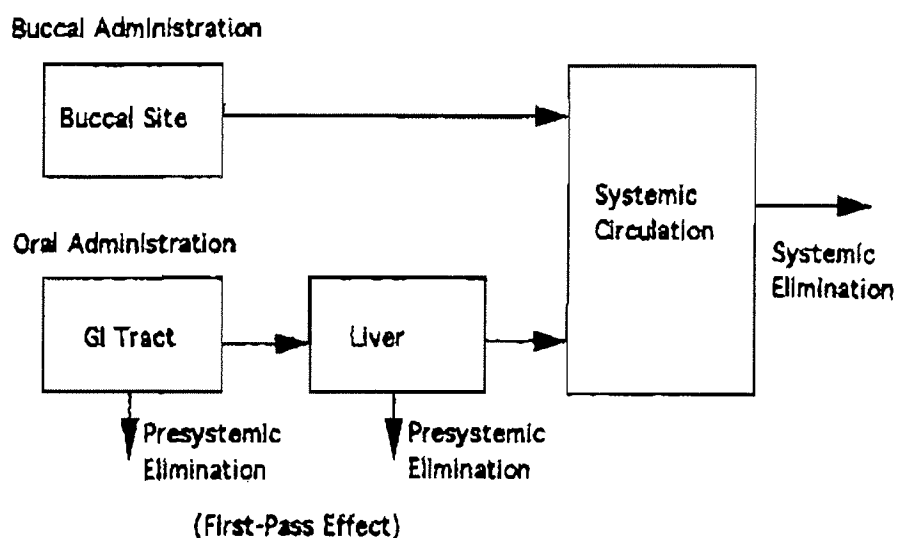 Buccal Administration
Buccal Site
Systemic
Circulation
Systemic
Elimination
Oral Administration
GI Tract
Liver
Presystemic
Elimination
Presystemic
Elimination
(First-Pass Effect)